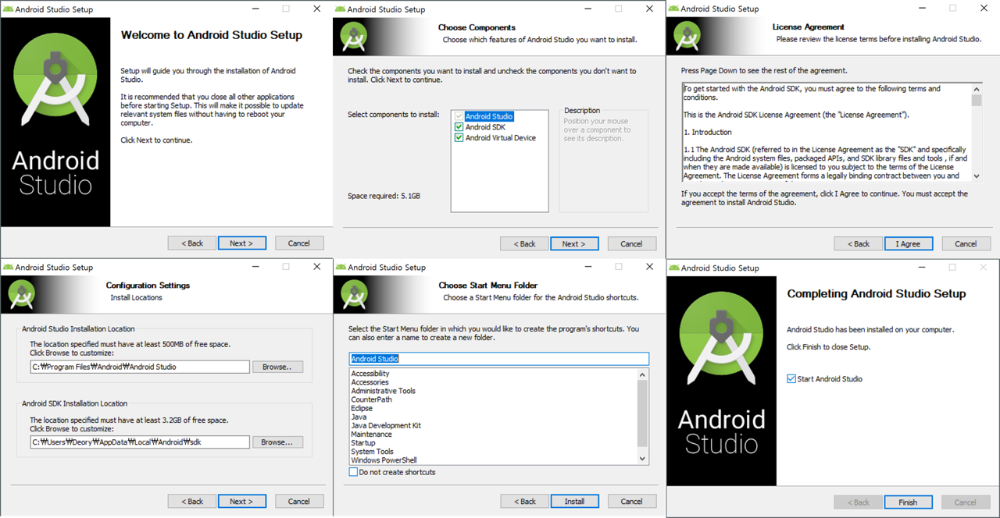 Android Studio Setup
Android
Studio
Welcome to Android Studio Setup
Setup will guide you through the installation of Android
Studio.
It is recommended that you close all other applications
before starting Setup. This will make it possible to update
relevant system files without having to reboot your
computer.
Click Next to continue.
< Back
Next >
Cancel
Android Studio Setup
Choose Components
Choose which features of Android Studio you want to install.
Check the components you want to install and uncheck the components you don't want to
install. Click Next to continue.
Select components to install:
Android Studio
Android SDK
Android Virtual Device
Description
Position your mouse
over a component to
see its description.
Space required: 5.1GB
< Back
Next >
Cancel
Android Studio Setup
License Agreement
Please review the license terms before installing Android Studio.
Press Page Down to see the rest of the agreement.
To get started with the Android SDK, you must agree to the following terms and
conditions.
This is the Android SDK License Agreement (the "License Agreement").
1. Introduction
1.1 The Android SDK (referred to in the License Agreement as the "SDK" and specifically
including the Android system files, packaged APIs, and SDK library files and tools , if and
when they are made available) is licensed to you subject to the terms of the License
Agreement. The License Agreement forms a legally binding contract between you and
If you accept the terms of the agreement, click I Agree to continue. You must accept the
agreement to install Android Studio.
< Back
I Agree
Cancel
Android Studio Setup
Configuration Settings
Install Locations
Android Studio Installation Location
The location specified must have at least 500MB of free space.
Click Browse to customize:
C:₩Program Files₩Android₩Android Studio
Browse..
Android SDK Installation Location
The location specified must have at least 3.2GB of free space.
Click Browse to customize:
C:₩Users₩Deory₩AppData₩Local₩Android₩sdk
Browse...
< Back
Next >
Cancel
Android Studio Setup
Choose Start Menu Folder
Choose a Start Menu folder for the Android Studio shortcuts.
Select the Start Menu folder in which you would like to create the program's shortcuts. You
can also enter a name to create a new folder.
Android Studio
Accessibility
Accessories
Administrative Tools
CounterPath
Eclipse
Java
Java Development Kit
Maintenance
Startup
System Tools
Windows PowerShell
Do not create shortcuts
< Back
Install
Cancel
Android Studio Setup
Android
Studio
Completing Android Studio Setup
Android Studio has been installed on your computer.
Click Finish to close Setup.
Start Android Studio
< Back
Finish
Cancel